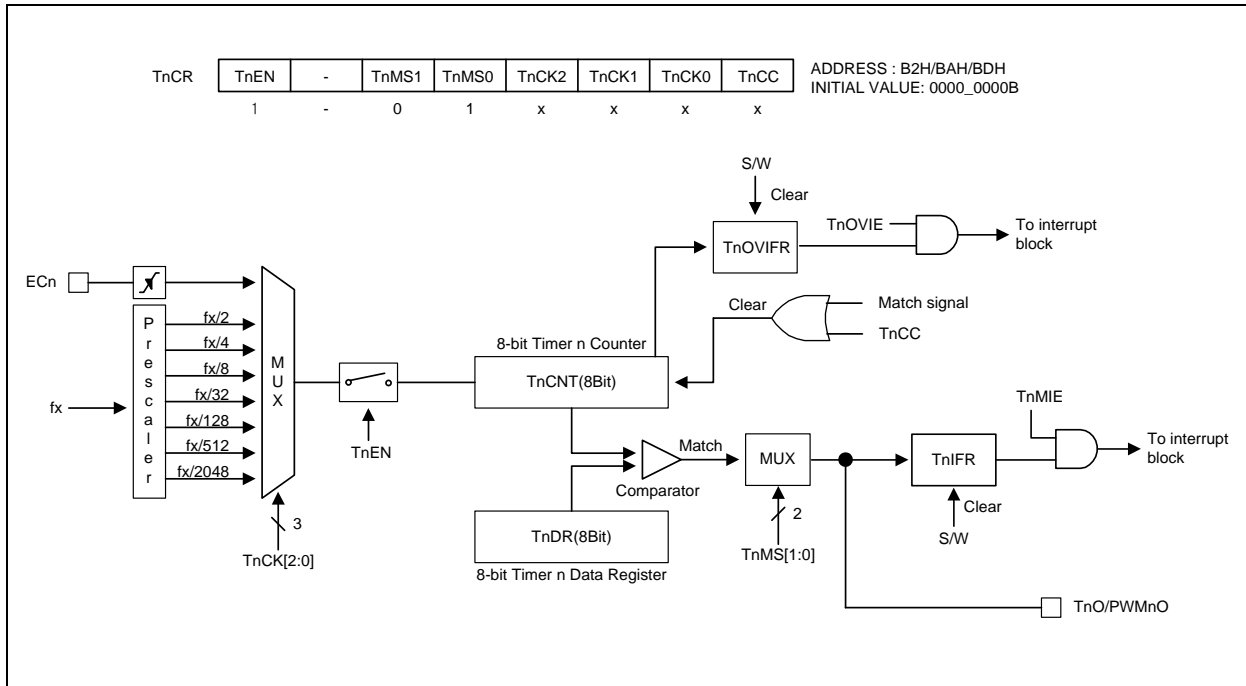 TnCR TnEN - TnMS1 TnMS0 TnCK2 TnCK1 TnCK0 TnCC
1 - 0 1 x x x x
ADDRESS : B2H/BAH/BDH
INITIAL VALUE: 0000_0000B
S/W
Clear
TnOVIE
TnOVIFR
To interrupt
block
ECn
Clear
Match signal
TnCC
Prescaler
fx/2
fx/4
fx/8
fx/32
fx/128
fx/512
fx/2048
fx
MUX
3
TnCK[2:0]
TnEN
8-bit Timer n Counter
TnCNT(8Bit)
Match
Comparator
TnDR(8Bit)
8-bit Timer n Data Register
MUX
2
TnMS[1:0]
TnMIE
TnIFR
Clear
S/W
To interrupt
block
TnO/PWMnO